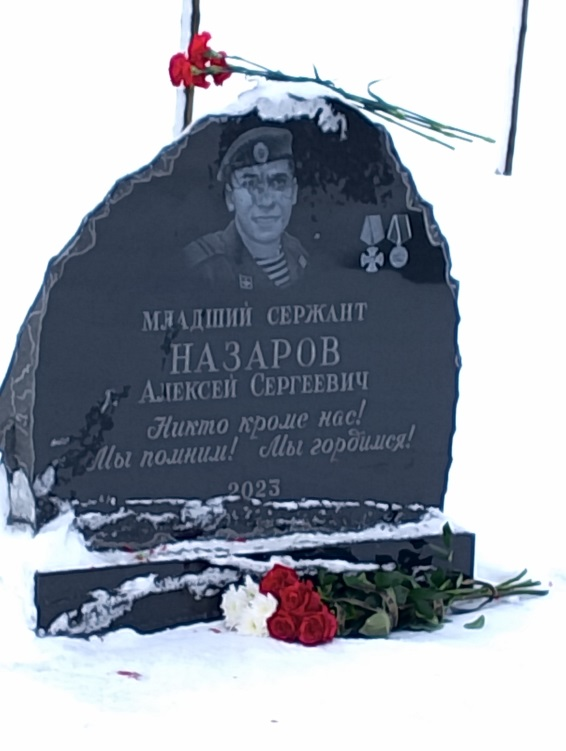 МЛАДШИЙ СЕРЖАНТ
НАЗАРОВ
АЛЕКСЕЙ СЕРГЕЕВИЧ
Никто кроме нас!
Мы помним! Мы гордимся!
2023